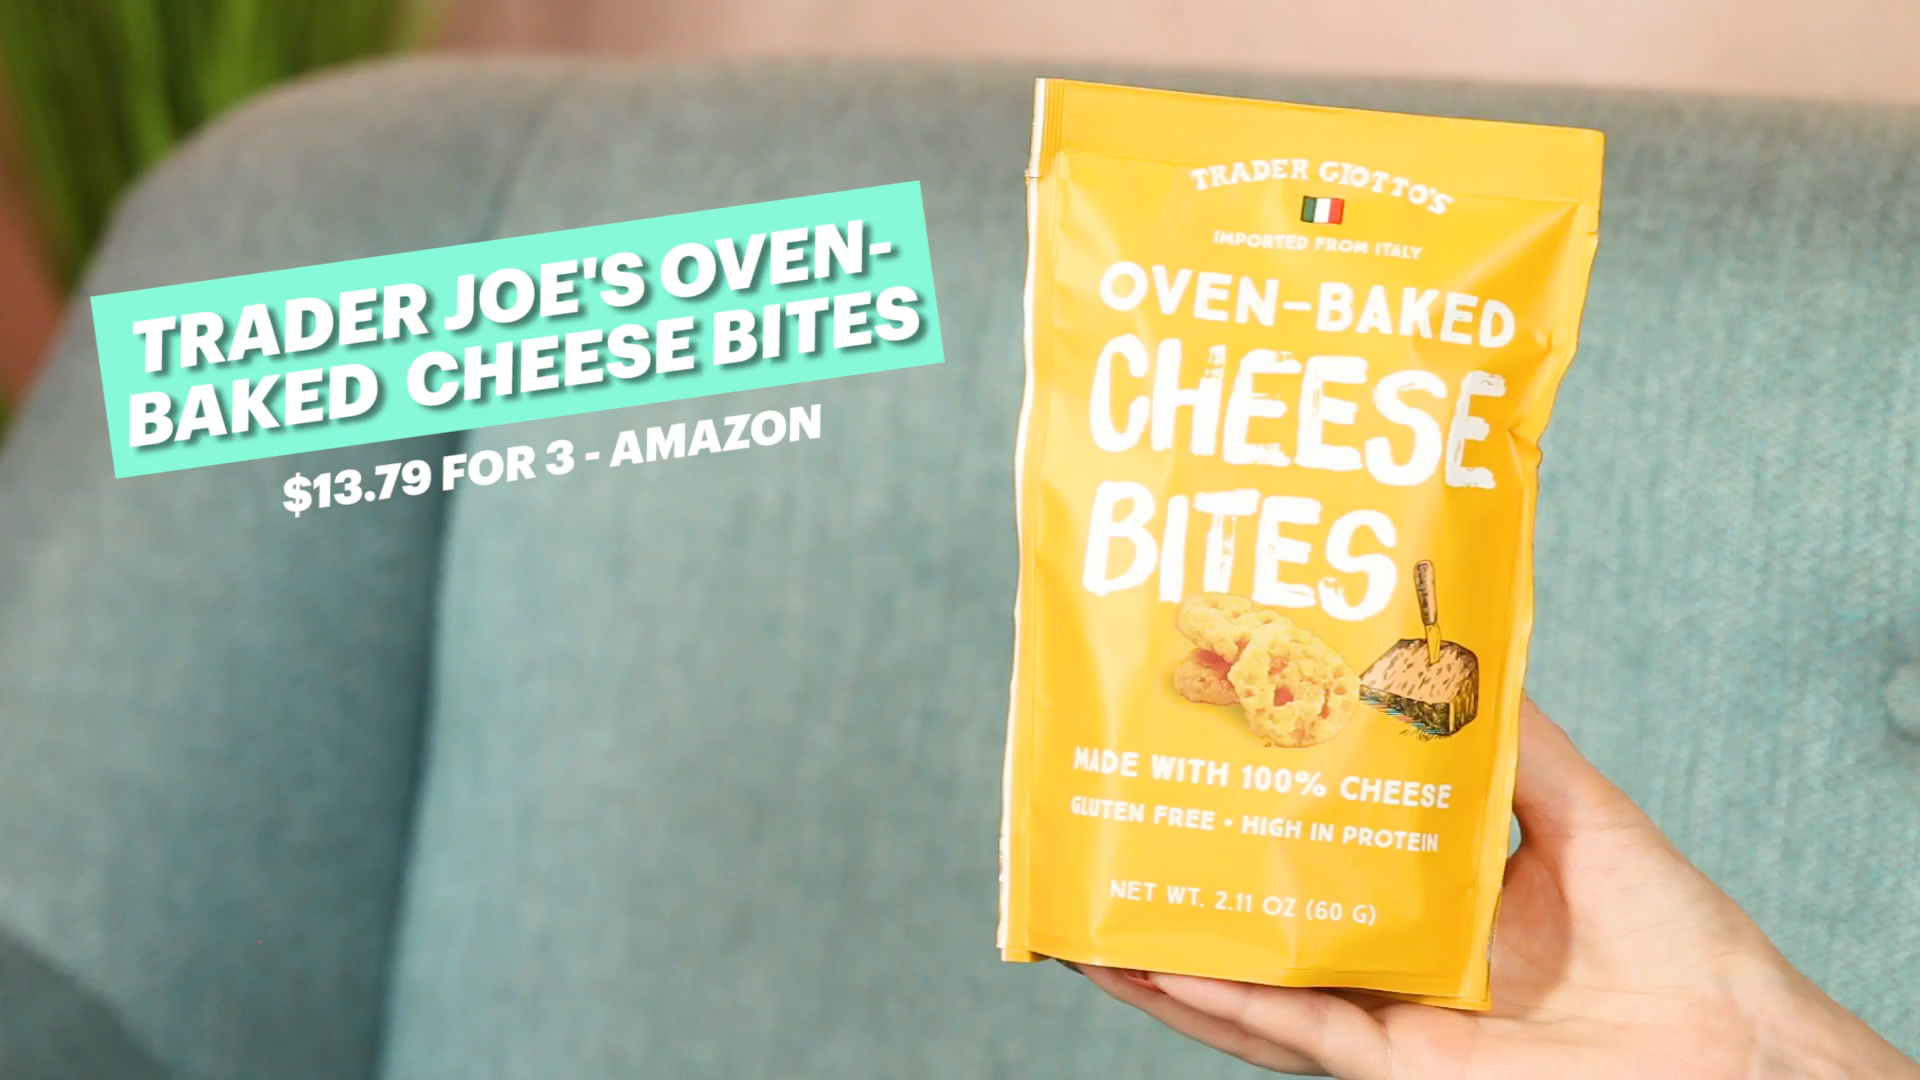 TRADER JOE'S OVEN-
BAKED CHEESE BITES
$13.79 FOR 3 - AMAZON
TRADER GIOTTO'S
IMPORTED FROM ITALY
OVEN-BAKED
CHEESE
BITES
MADE WITH 100% CHEESE
GLUTEN FREE • HIGH IN PROTEIN
NET WT. 2.11 OZ (60 G)